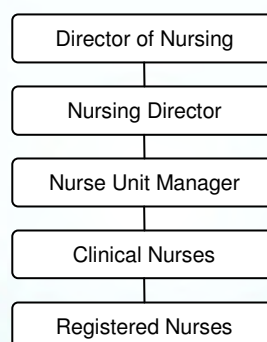 Director of Nursing
Nursing Director
Nurse Unit Manager
Clinical Nurses
Registered Nurses